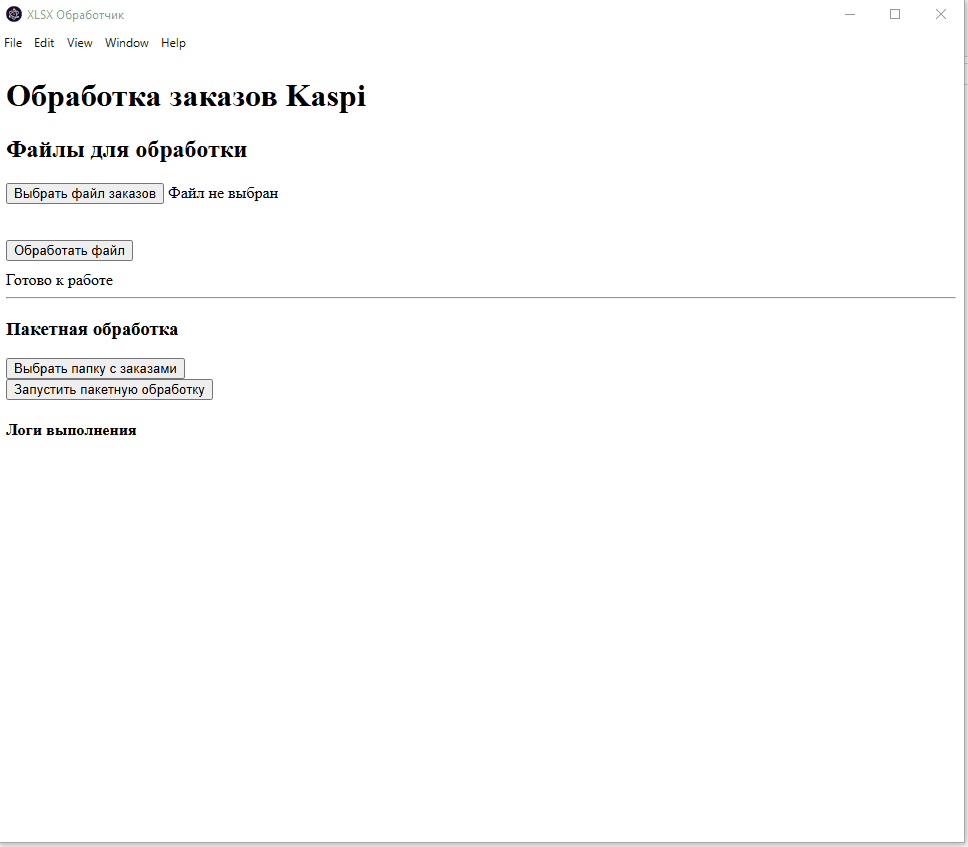 XLSX Обработчик
File Edit View Window Help
Обработка заказов Kaspi
Файлы для обработки
Выбрать файл заказов Файл не выбран
Обработать файл
Готово к работе
Пакетная обработка
Выбрать папку с заказами
Запустить пакетную обработку
Логи выполнения